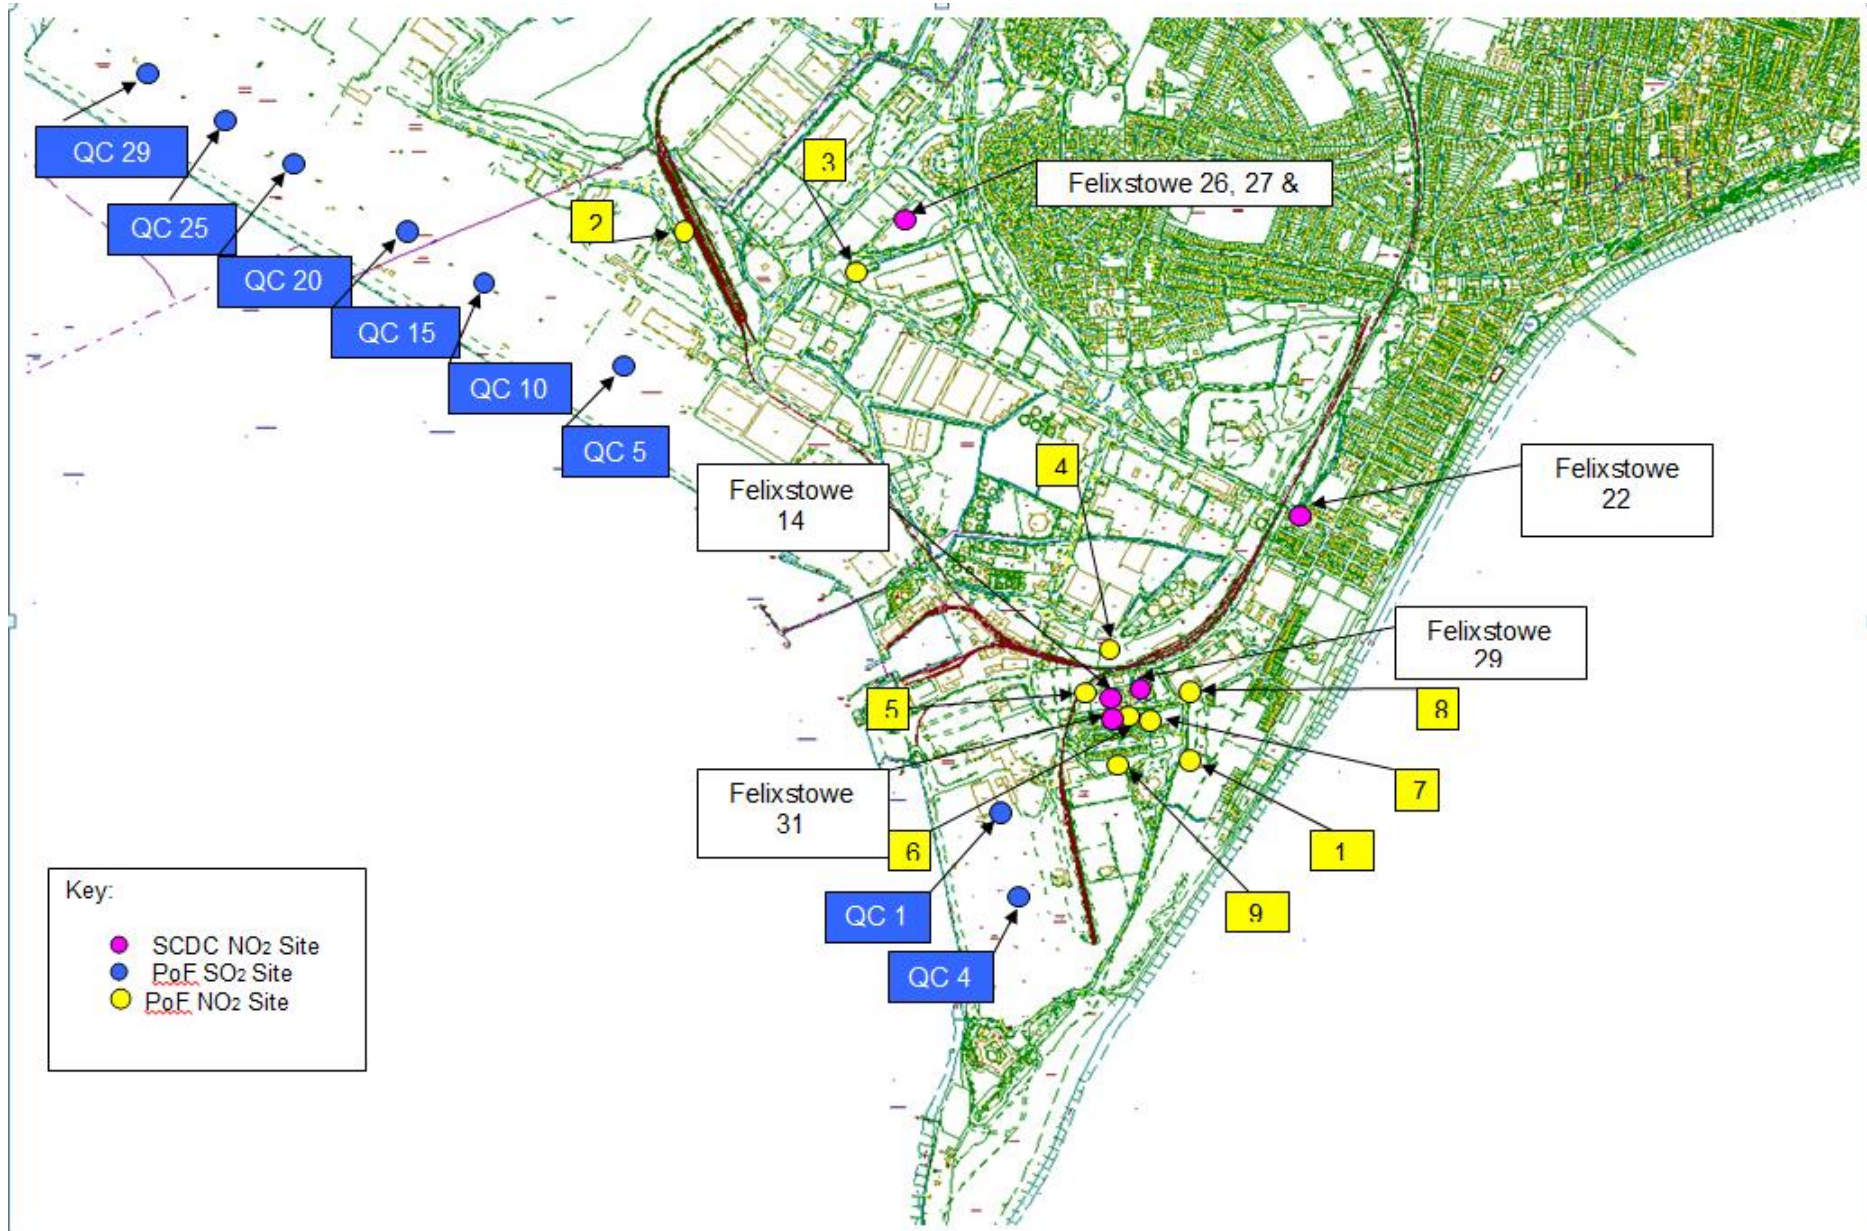 QC 29
3
Felixstowe 26, 27 &
2
QC 25
QC 20
QC 15
QC 10
QC 5
4
Felixstowe
14
Felixstowe
22
Felixstowe
29
5
8
Felixstowe
31
7
6
1
QC 1
9
QC 4
Key:
SCDC NO2 Site
PoF SO2 Site
PoF NO2 Site